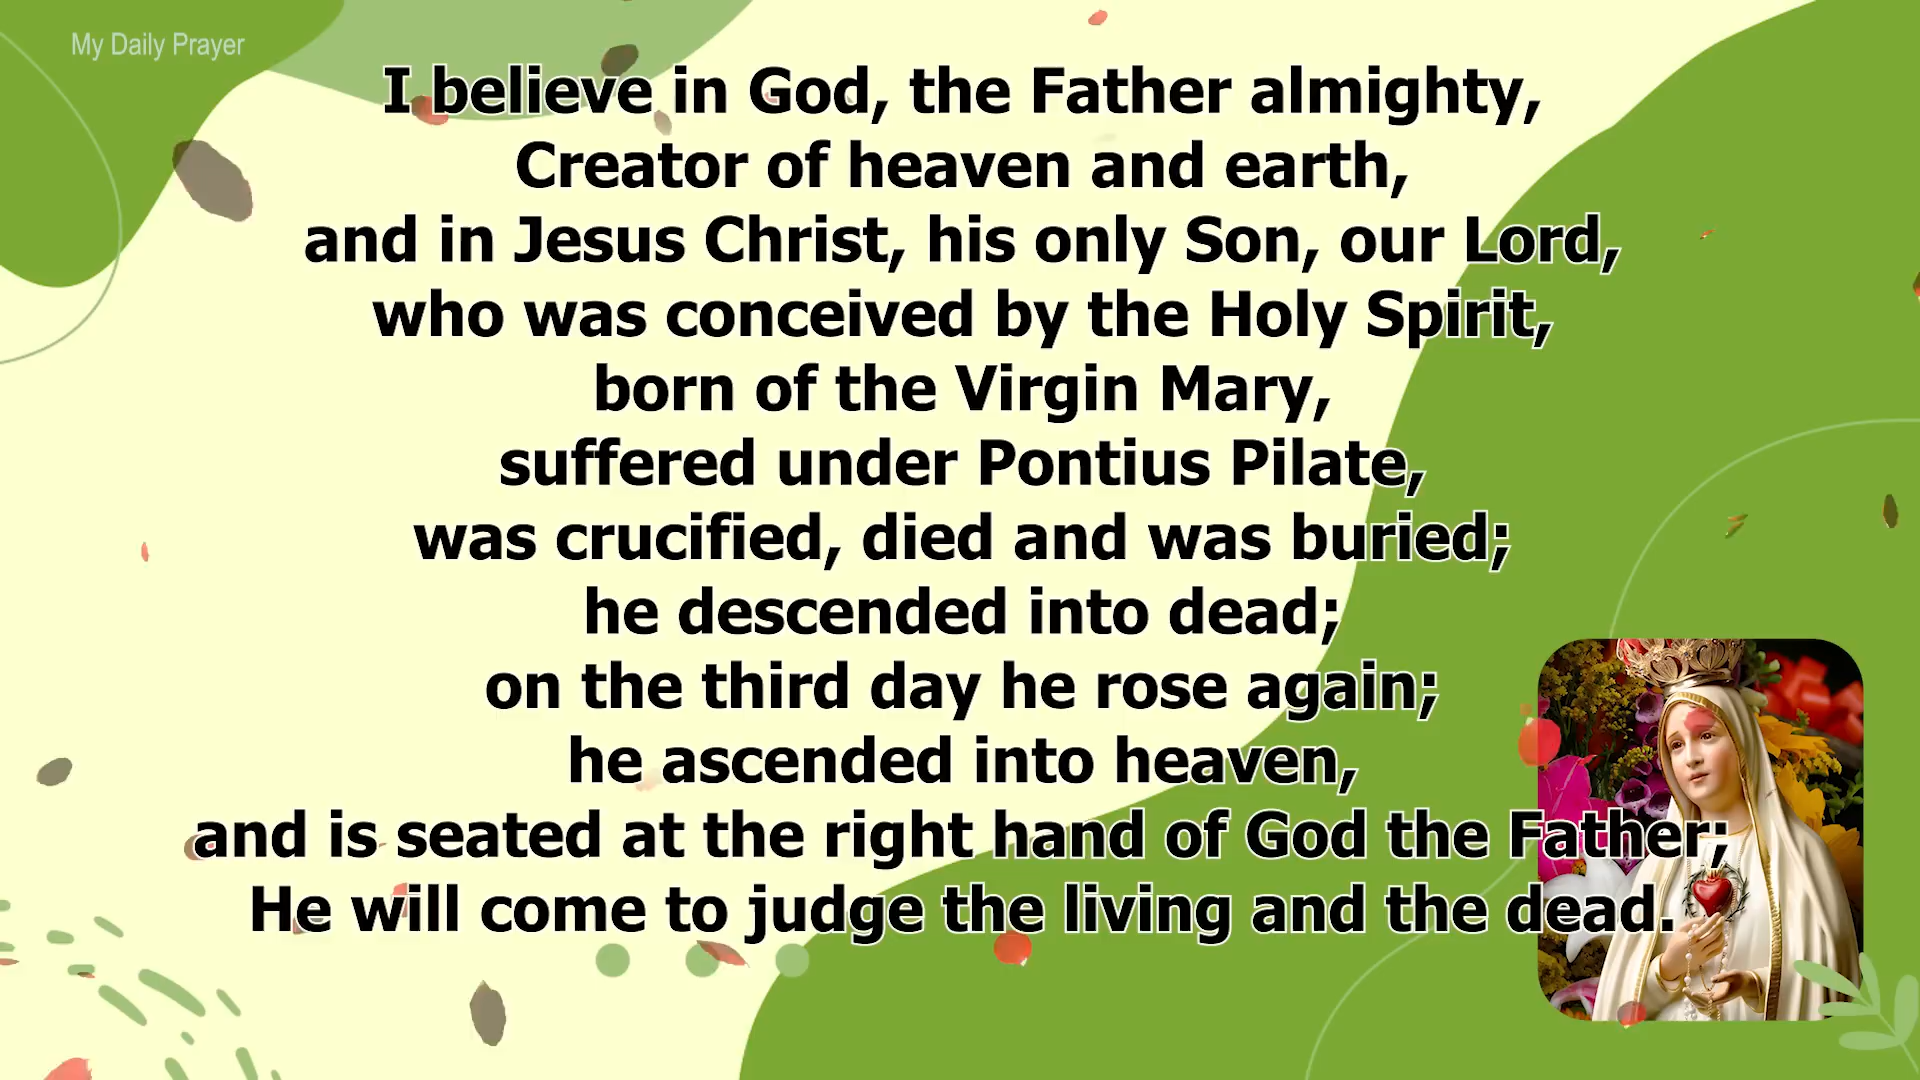 My Daily Prayer
I believe in God, the Father almighty,
Creator of heaven and earth,
and in Jesus Christ, his only Son, our Lord,
who was conceived by the Holy Spirit,
born of the Virgin Mary,
suffered under Pontius Pilate,
was crucified, died and was buried;
he descended into dead;
on the third day he rose again;
he ascended into heaven,
and is seated at the right hand of God the Father;
He will come to judge the living and the dead.